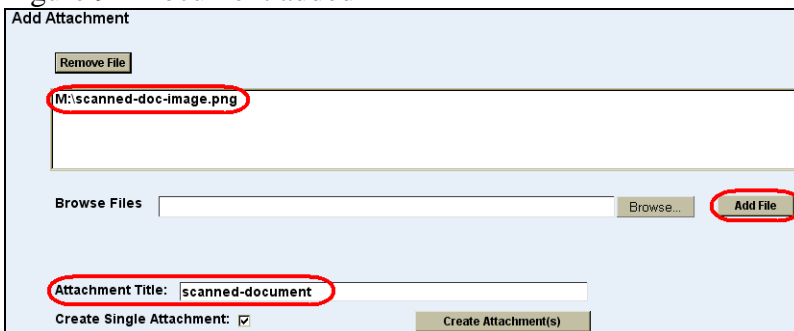 Add Attachment
Remove File
M:\scanned-doc-image.png
Browse Files Browse... Add File
Attachment Title: scanned-document
Create Single Attachment: Create Attachment(s)